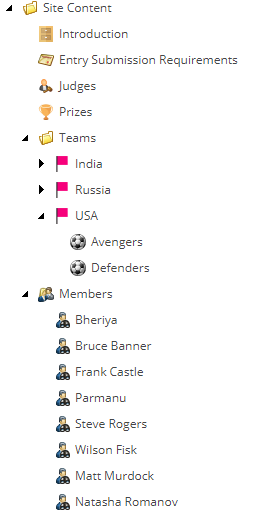 Site Content
Introduction
Entry Submission Requirements
Judges
Prizes
Teams
India
Russia
USA
Avengers
Defenders
Members
Bheriya
Bruce Banner
Frank Castle
Parmanu
Steve Rogers
Wilson Fisk
Matt Murdock
Natasha Romanov